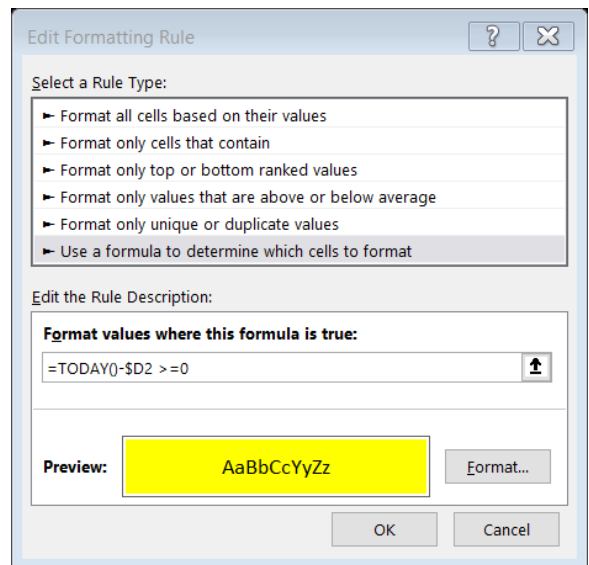 Edit Formatting Rule
Select a Rule Type:
► Format all cells based on their values
► Format only cells that contain
► Format only top or bottom ranked values
► Format only values that are above or below average
► Format only unique or duplicate values
► Use a formula to determine which cells to format
Edit the Rule Description:
Format values where this formula is true:
=TODAY()-$D2 >=0
Preview: AaBbCcYyZz Format...
OK Cancel